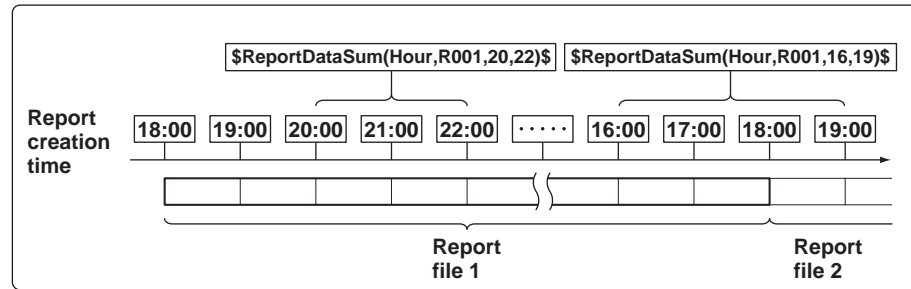 $ReportDataSum(Hour,R001,20,22)$ $ReportDataSum(Hour,R001,16,19)$
Report
creation
time
18:00 19:00 20:00 21:00 22:00 ····· 16:00 17:00 18:00 19:00
Report
file 1
Report
file 2